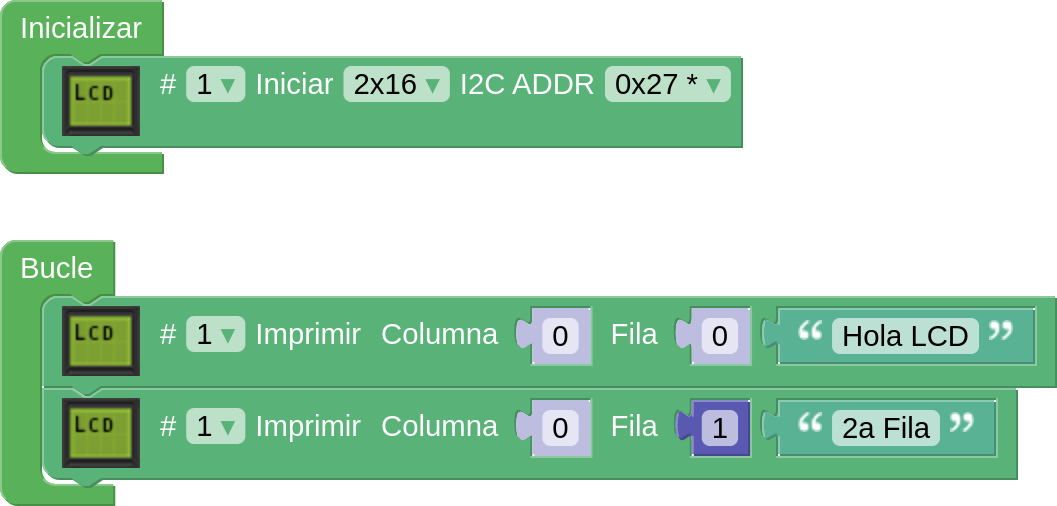 Inicializar
LCD # 1 ▾ Iniciar 2x16 ▾ I2C ADDR 0x27 * ▾
Bucle
LCD # 1 ▾ Imprimir Columna 0 Fila 0 “ Hola LCD ”
LCD # 1 ▾ Imprimir Columna 0 Fila 1 “ 2a Fila ”